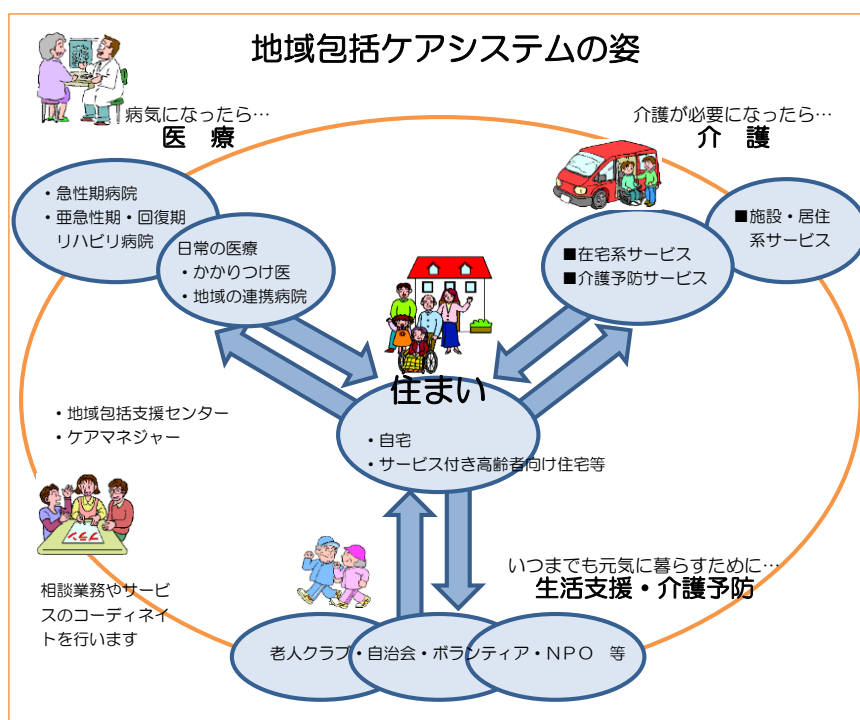 地域包括ケアシステムの姿
病気になったら…
医　療
介護が必要になったら…
介　護
・急性期病院
・亜急性期・回復期
リハビリ病院
日常の医療
・かかりつけ医
・地域の連携病院
■在宅系サービス
■介護予防サービス
■施設・居住
系サービス
住まい
・自宅
・サービス付き高齢者向け住宅等
・地域包括支援センター
・ケアマネジャー
プラン
相談業務やサービ
スのコーディネイ
トを行います
いつまでも元気に暮らすために…
生活支援・介護予防
老人クラブ・自治会・ボランティア・ＮＰＯ　等